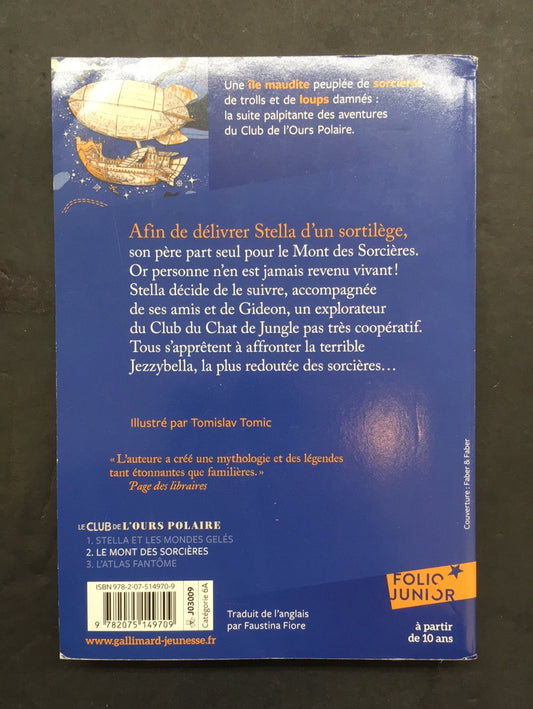 Une île maudite peuplée de sorcières,
de trolls et de loups damnés :
la suite palpitante des aventures
du Club de l'Ours Polaire.
Afin de délivrer Stella d'un sortilège,
son père part seul pour le Mont des Sorcières.
Or personne n'en est jamais revenu vivant !
Stella décide de le suivre, accompagnée
de ses amis et de Gideon, un explorateur
du Club du Chat de Jungle pas très coopératif.
Tous s'apprêtent à affronter la terrible
Jezzybella, la plus redoutée des sorcières…
Illustré par Tomislav Tomic
« L'auteure a créé une mythologie et des légendes
tant étonnantes que familières. »
Page des libraires
LE CLUB DE L'OURS POLAIRE
1. STELLA ET LES MONDES GELÉS
2. LE MONT DES SORCIÈRES
3. L'ATLAS FANTÔME
ISBN 978-2-07-514970-9
9 782075 149709
J03009
Catégorie 6A
www.gallimard-jeunesse.fr
Traduit de l'anglais
par Faustina Fiore
FOLIO
JUNIOR
à partir
de 10 ans
Couverture : Faber & Faber